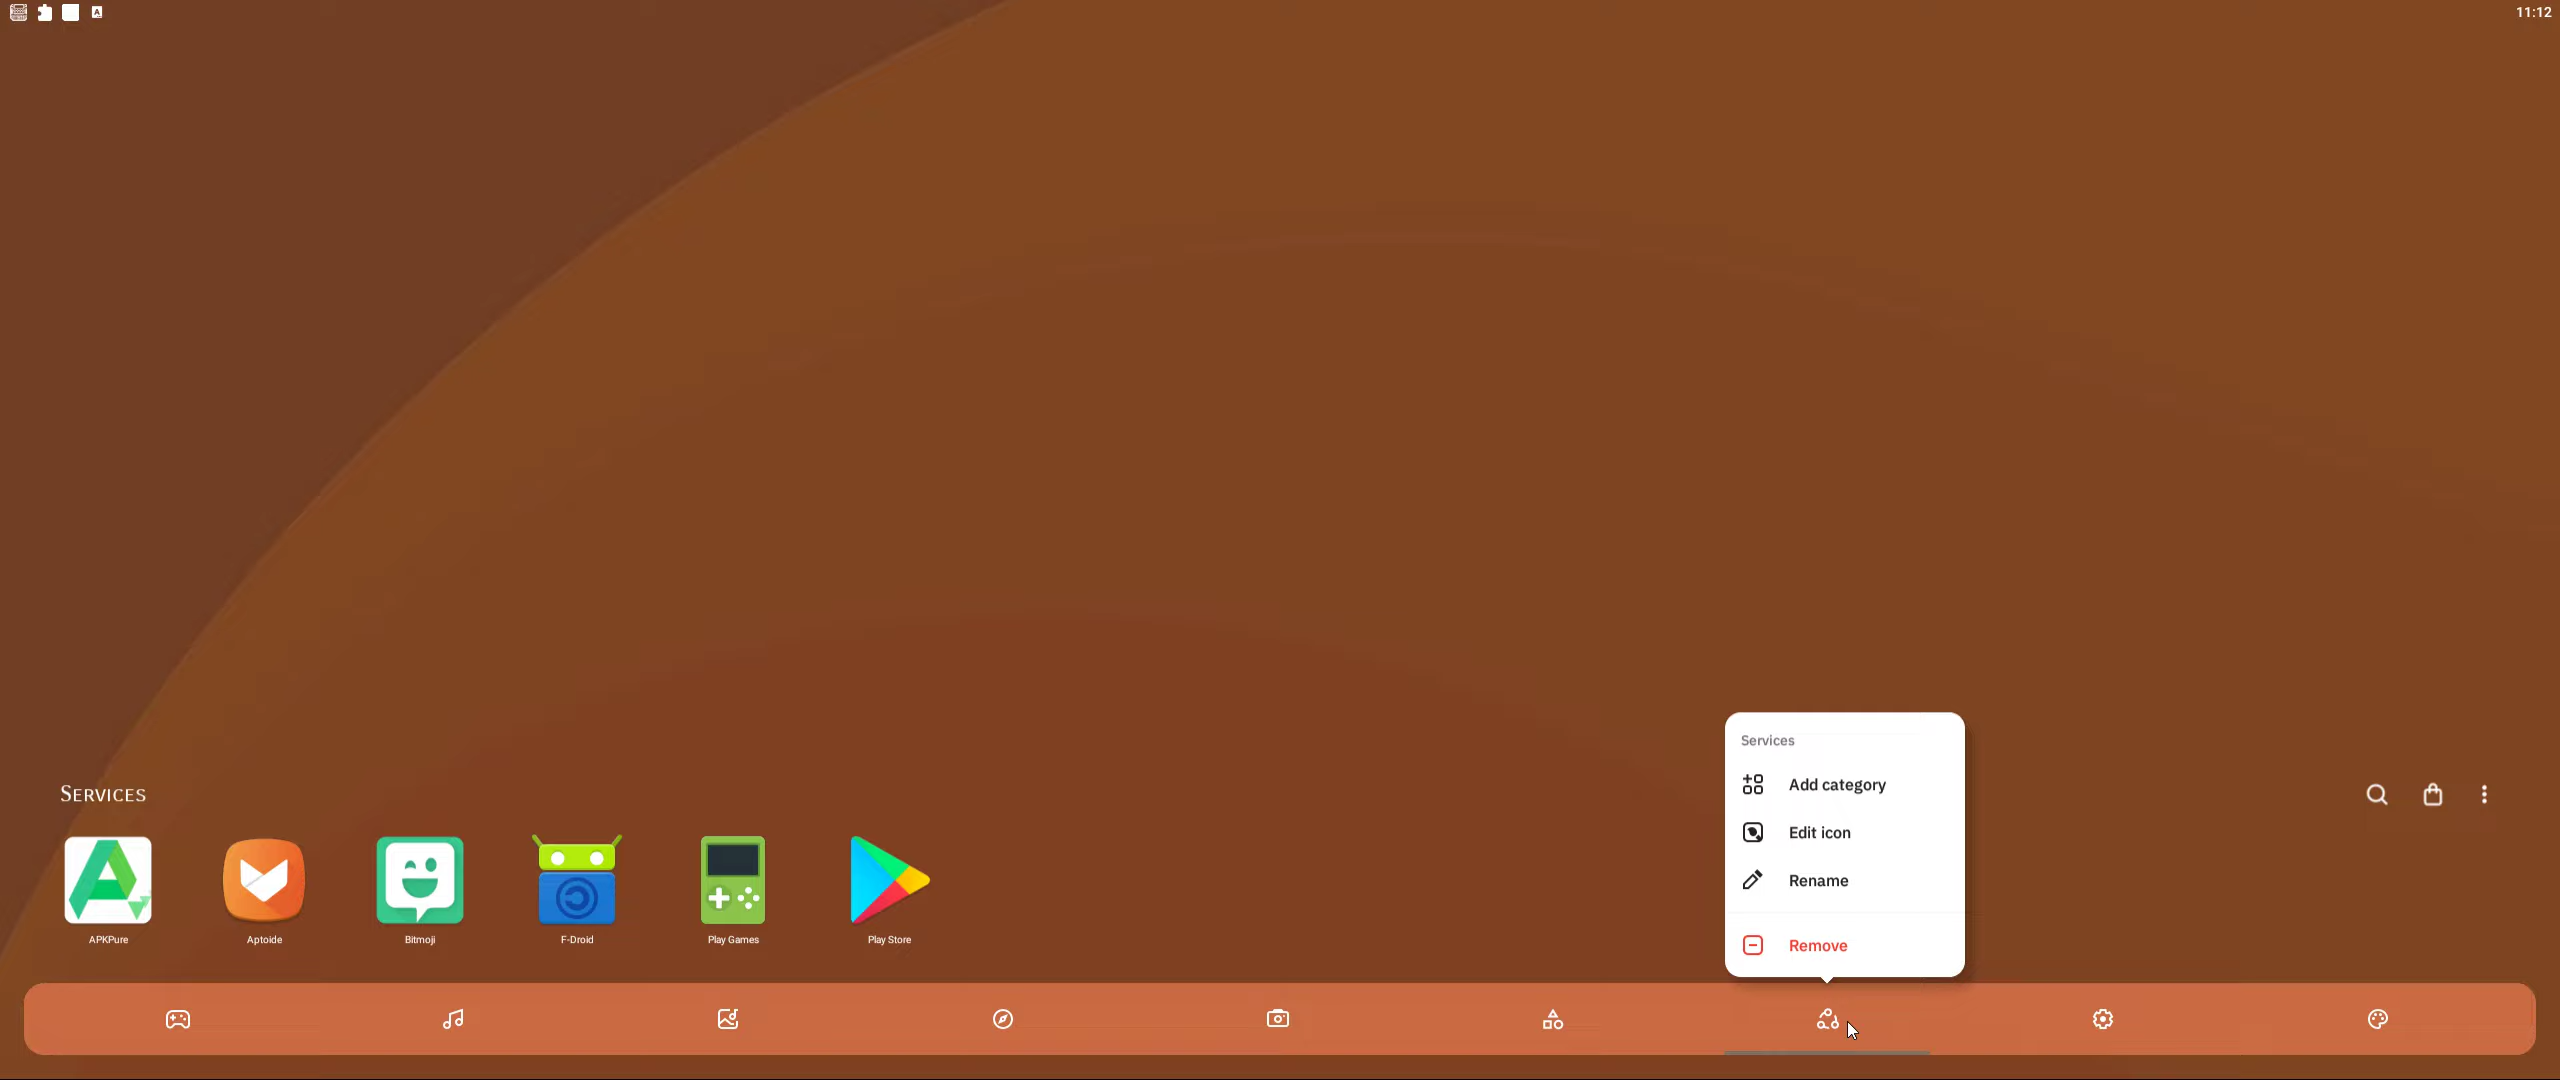 11:12
Services
Add category
Edit icon
Rename
Remove
SERVICES
APKPure
Aptoide
Bitmoji
F-Droid
Play Games
Play Store